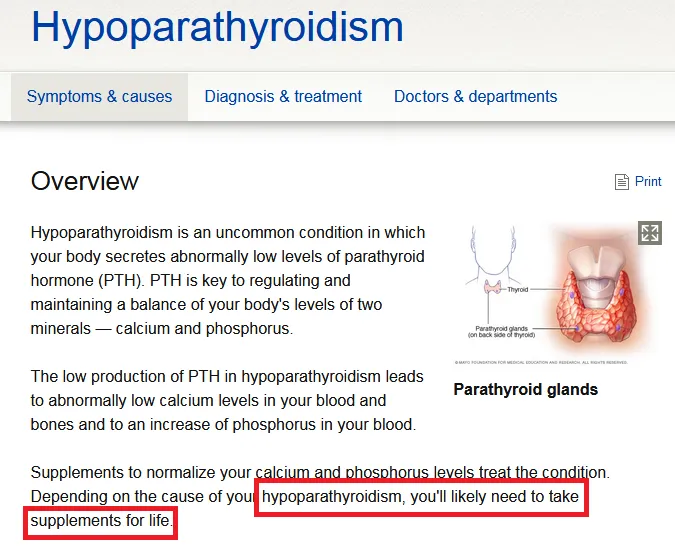 Hypoparathyroidism
Symptoms & causes
Diagnosis & treatment
Doctors & departments
Overview
Print
Hypoparathyroidism is an uncommon condition in which
your body secretes abnormally low levels of parathyroid
hormone (PTH). PTH is key to regulating and
maintaining a balance of your body's levels of two
minerals — calcium and phosphorus.
The low production of PTH in hypoparathyroidism leads
to abnormally low calcium levels in your blood and
bones and to an increase of phosphorus in your blood.
Thyroid
Parathyroid glands
(on back side of thyroid)
© MAYO FOUNDATION FOR MEDICAL EDUCATION AND RESEARCH. ALL RIGHTS RESERVED.
Parathyroid glands
Supplements to normalize your calcium and phosphorus levels treat the condition.
Depending on the cause of your hypoparathyroidism, you'll likely need to take
supplements for life.